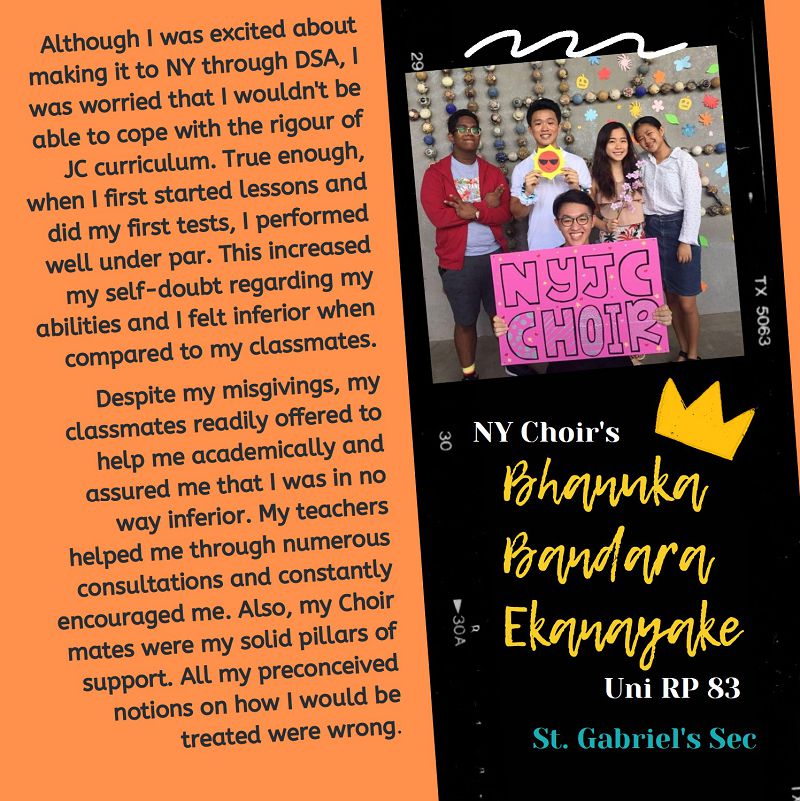 Although I was excited about
making it to NY through DSA, I
was worried that I wouldn't be
able to cope with the rigour of
JC curriculum. True enough,
when I first started lessons and
did my first tests, I performed
well under par. This increased
my self-doubt regarding my
abilities and I felt inferior when
compared to my classmates.
Despite my misgivings, my
classmates readily offered to
help me academically and
assured me that I was in no
way inferior. My teachers
helped me through numerous
consultations and constantly
encouraged me. Also, my Choir
mates were my solid pillars of
support. All my preconceived
notions on how I would be
treated were wrong.
29
NYJC
CHOIR
TX 5063
30
NY Choir's
Bhanuka
Bandara
Ekanayake
30A
Uni RP 83
St. Gabriel's Sec